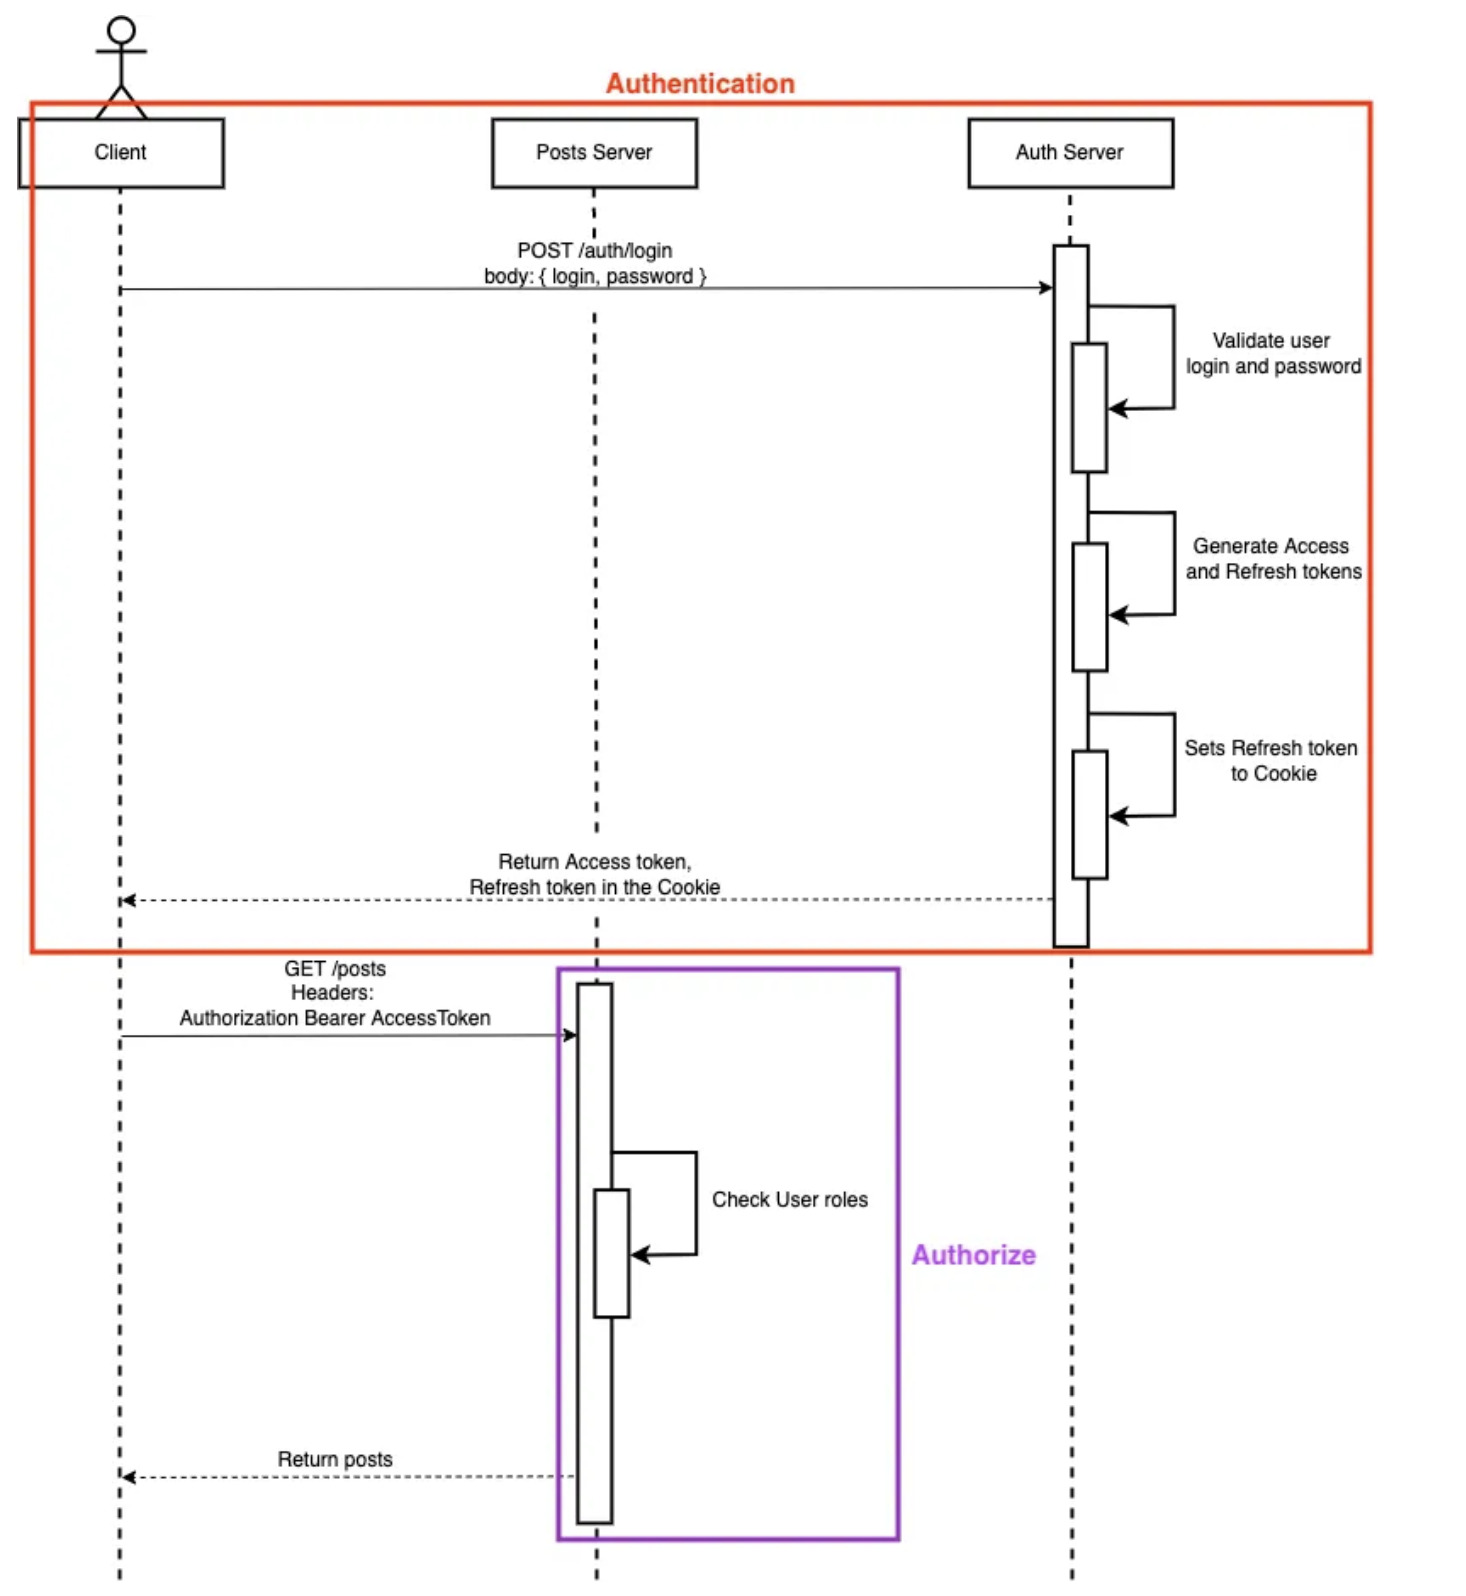 Authentication
Client
Posts Server
Auth Server
POST /auth/login
body: { login, password }
Validate user
login and password
Generate Access
and Refresh tokens
Sets Refresh token
to Cookie
Return Access token,
Refresh token in the Cookie
GET /posts
Headers:
Authorization Bearer AccessToken
Check User roles
Authorize
Return posts